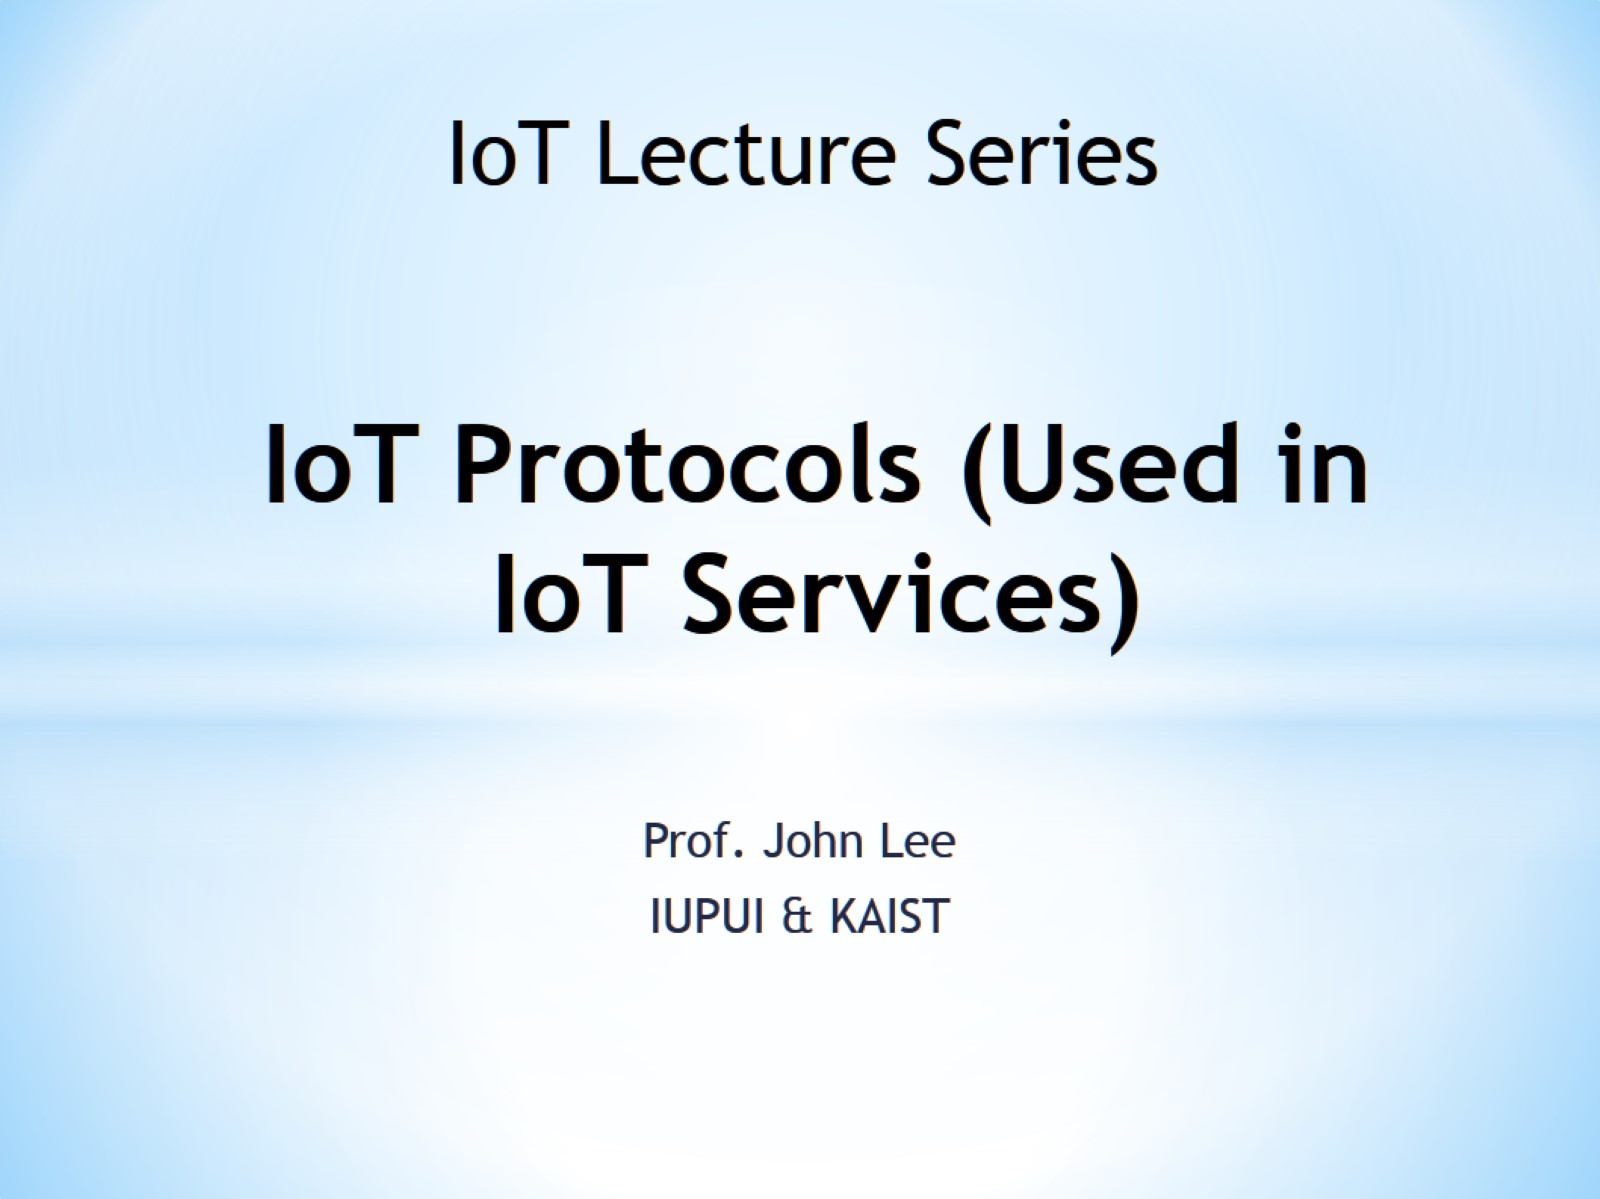 IoT Lecture Series
IoT Protocols (Used in
IoT Services)
Prof. John Lee
IUPUI & KAIST